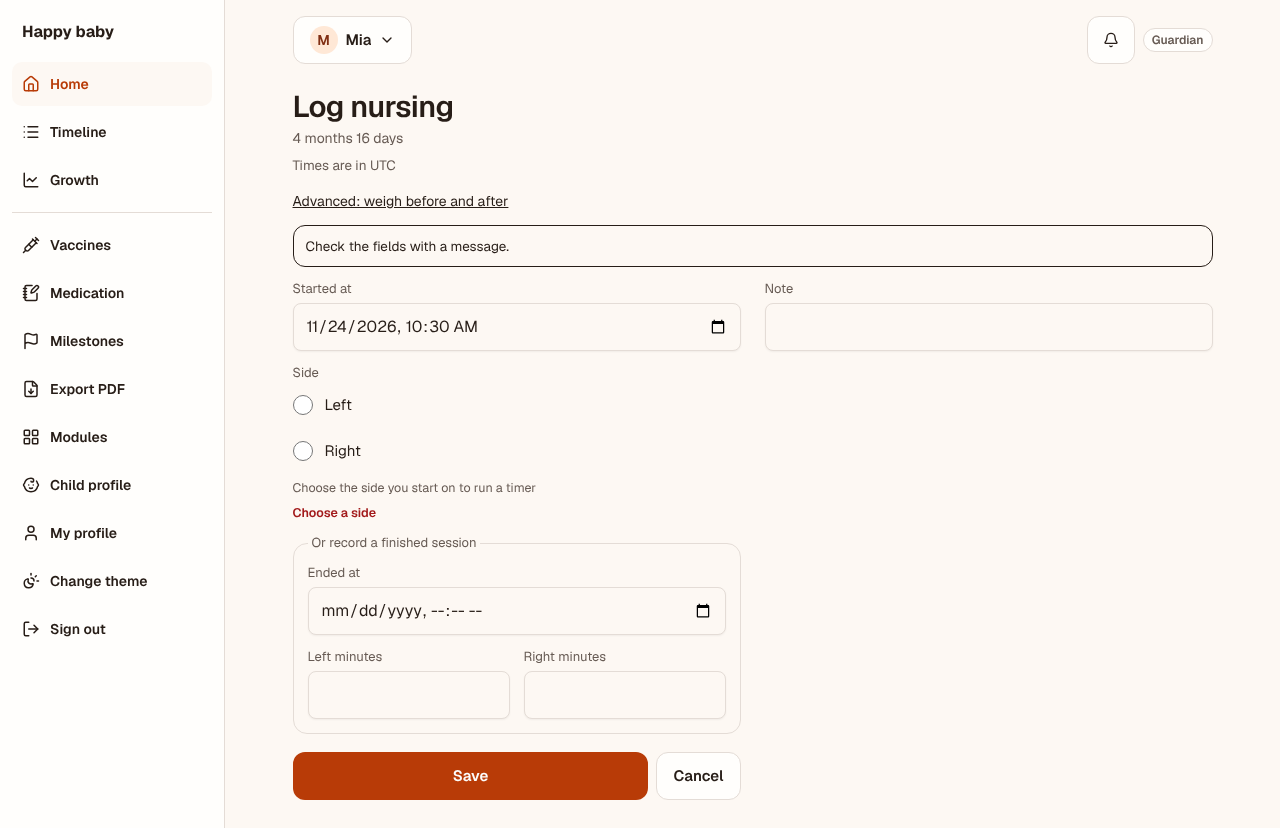 Happy baby
Home
Timeline
Growth
Vaccines
Medication
Milestones
Export PDF
Modules
Child profile
My profile
Change theme
Sign out
M Mia
Guardian
Log nursing
4 months 16 days
Times are in UTC
Advanced: weigh before and after
Check the fields with a message.
Started at
11/24/2026, 10:30 AM
Note
Side
Left
Right
Choose the side you start on to run a timer
Choose a side
Or record a finished session
Ended at
mm/dd/yyyy, --:-- --
Left minutes
Right minutes
Save
Cancel